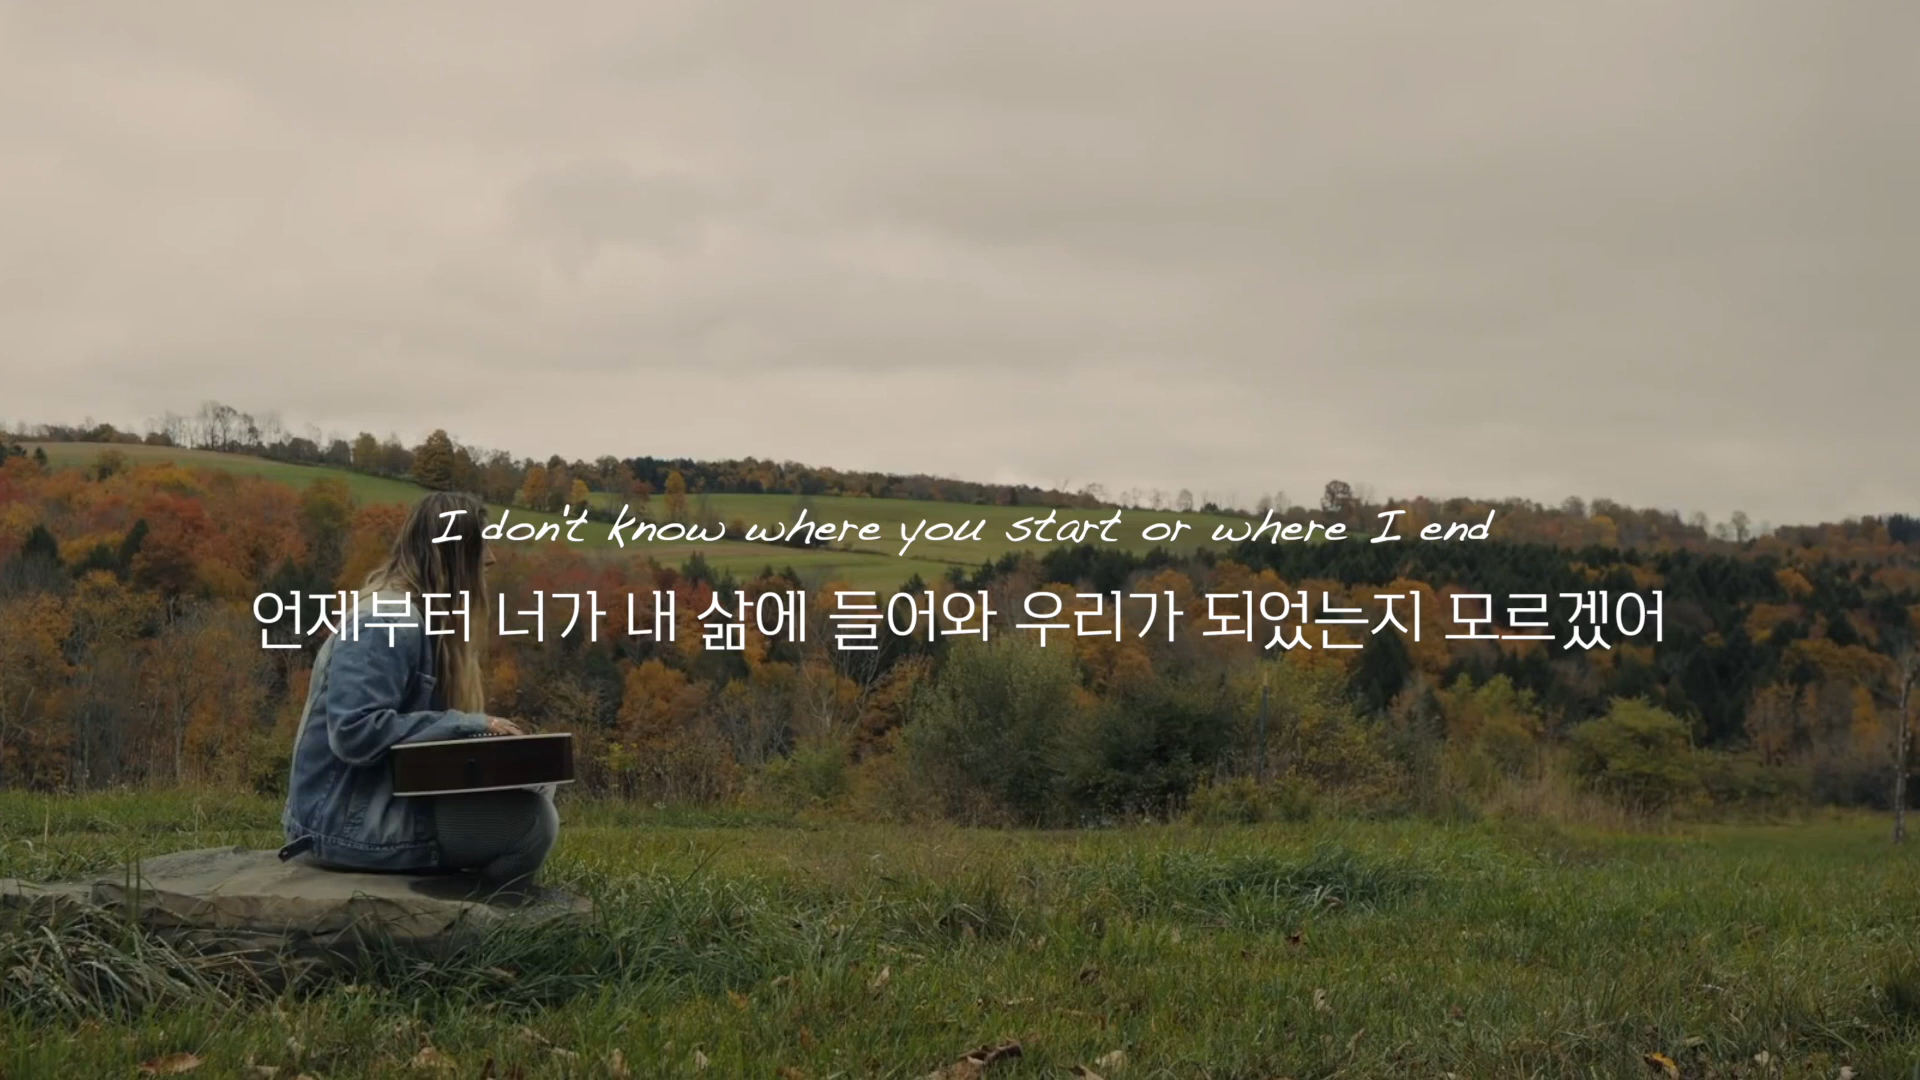 I don't know where you start or where I end
언제부터 너가 내 삶에 들어와 우리가 되었는지 모르겠어